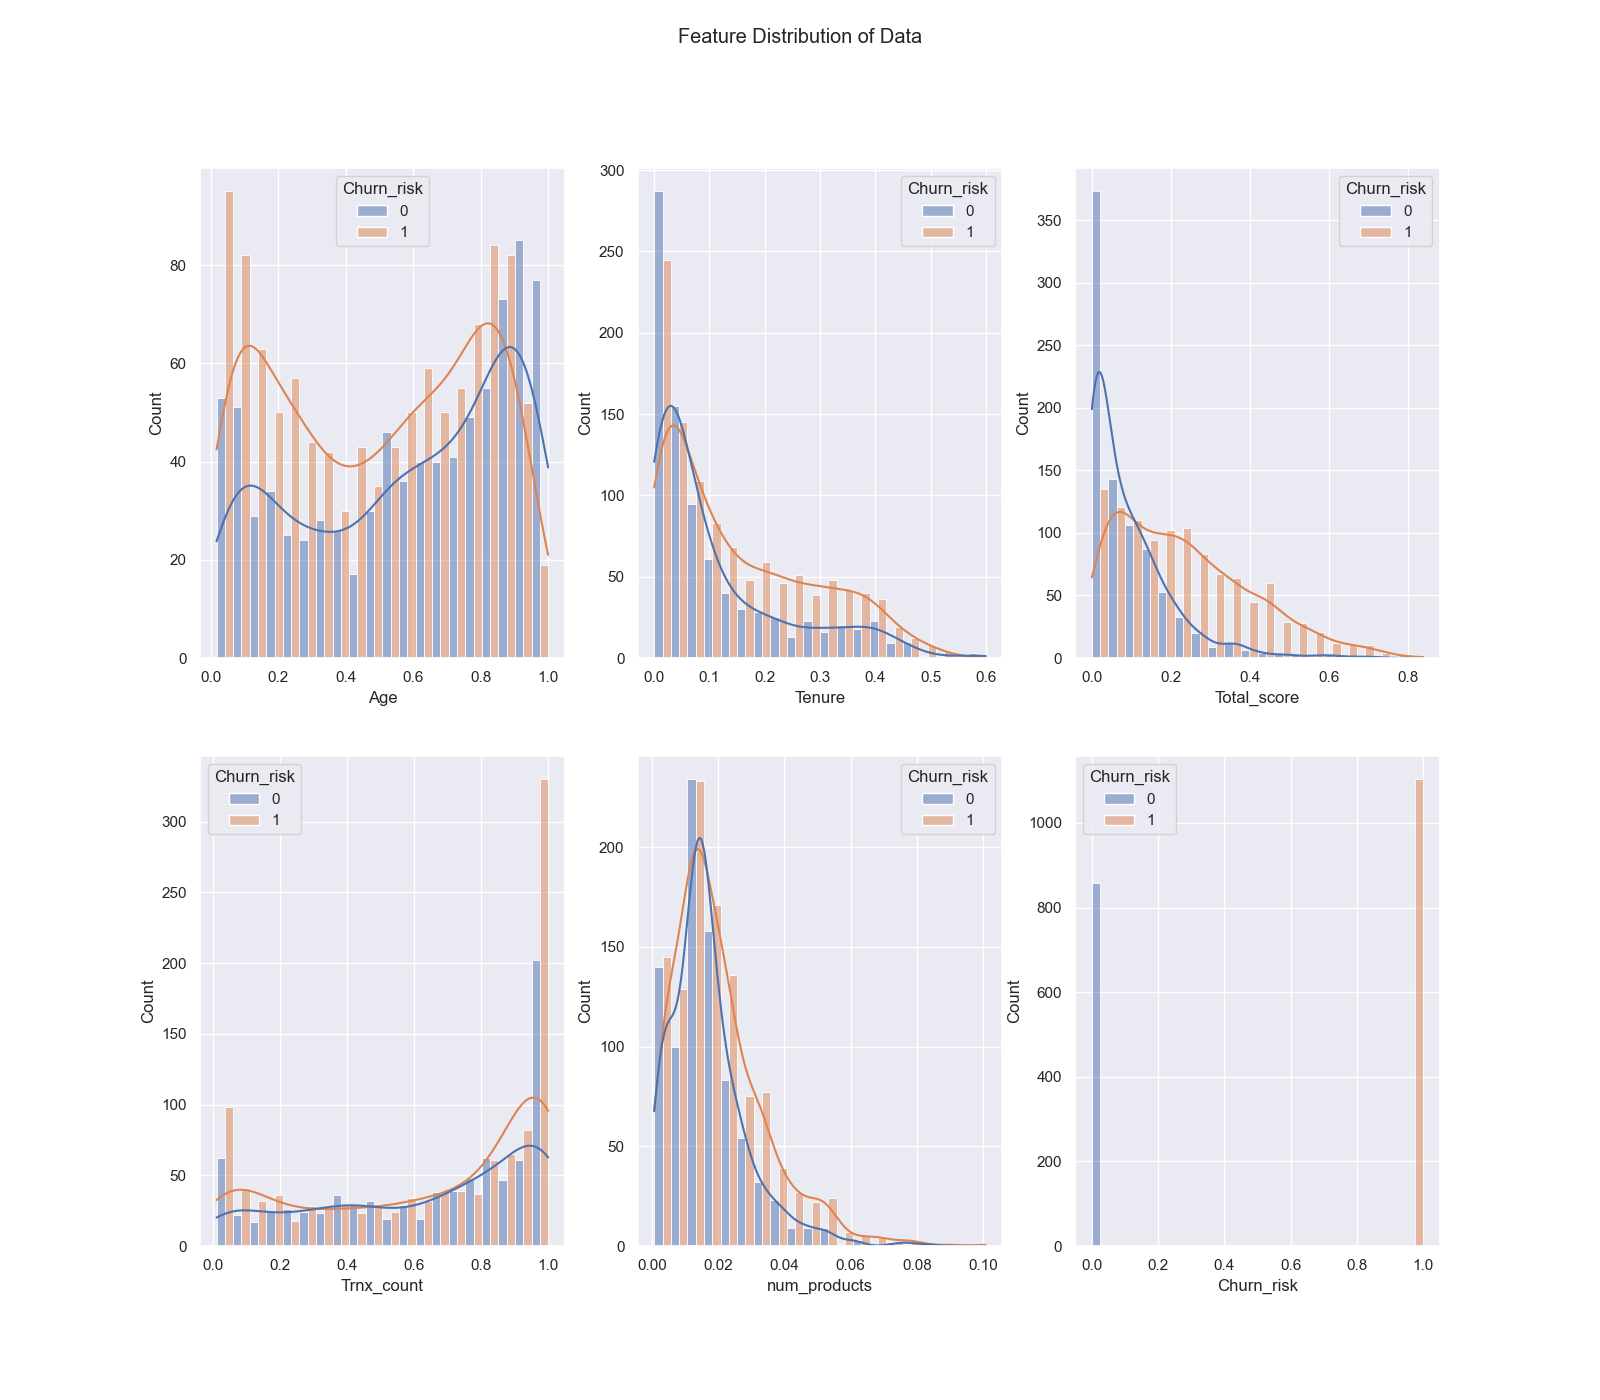 Feature Distribution of Data
Churn_risk
0
1
80
60
40
20
0
Count
0.0 0.2 0.4 0.6 0.8 1.0
Age
Churn_risk
0
1
300
250
200
150
100
50
0
Count
0.0 0.1 0.2 0.3 0.4 0.5 0.6
Tenure
Churn_risk
0
1
350
300
250
200
150
100
50
0
Count
0.0 0.2 0.4 0.6 0.8
Total_score
Churn_risk
0
1
300
250
200
150
100
50
0
Count
0.0 0.2 0.4 0.6 0.8 1.0
Trnx_count
Churn_risk
0
1
200
150
100
50
0
Count
0.00 0.02 0.04 0.06 0.08 0.10
num_products
Churn_risk
0
1
1000
800
600
400
200
0
Count
0.0 0.2 0.4 0.6 0.8 1.0
Churn_risk